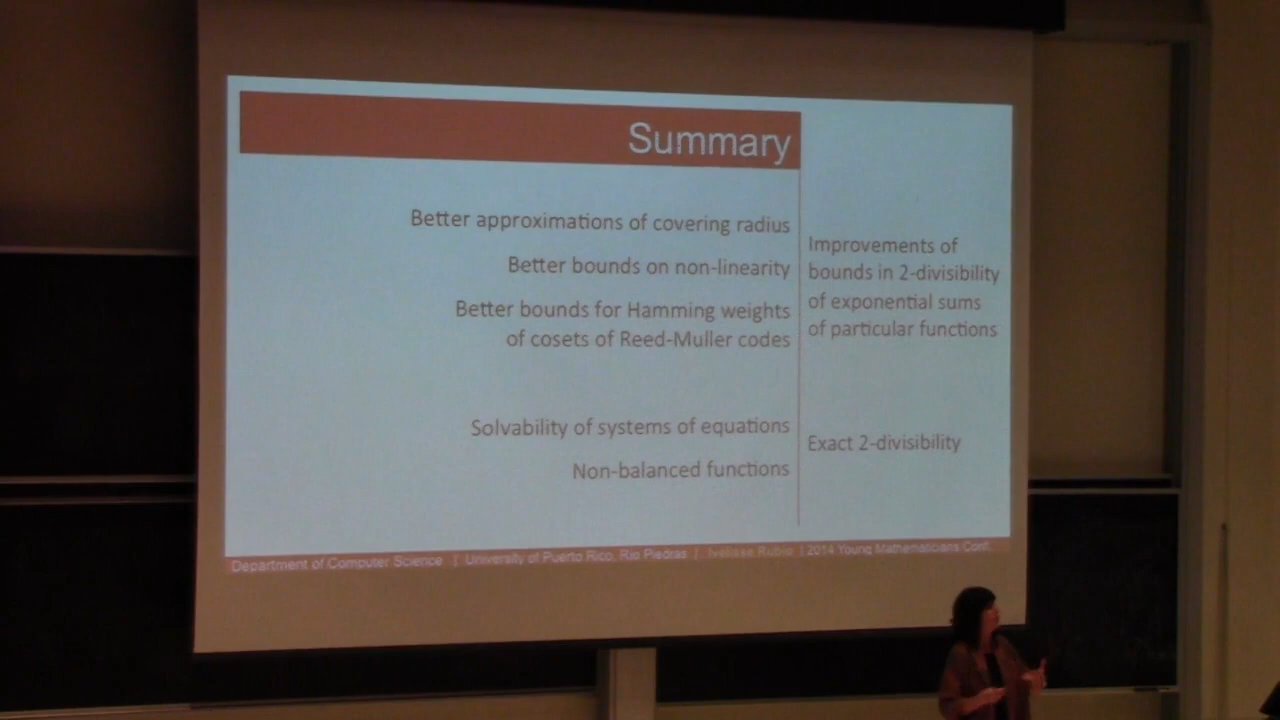 Summary
Better approximations of covering radius
Better bounds on non-linearity
Better bounds for Hamming weights
of cosets of Reed-Muller codes
Improvements of
bounds in 2-divisibility
of exponential sums
of particular functions
Solvability of systems of equations
Non-balanced functions
Exact 2-divisibility
Department of Computer Science | University of Puerto Rico, Rio Piedras | Ivelisse Rubio | 2014 Young Mathematicians Conf.